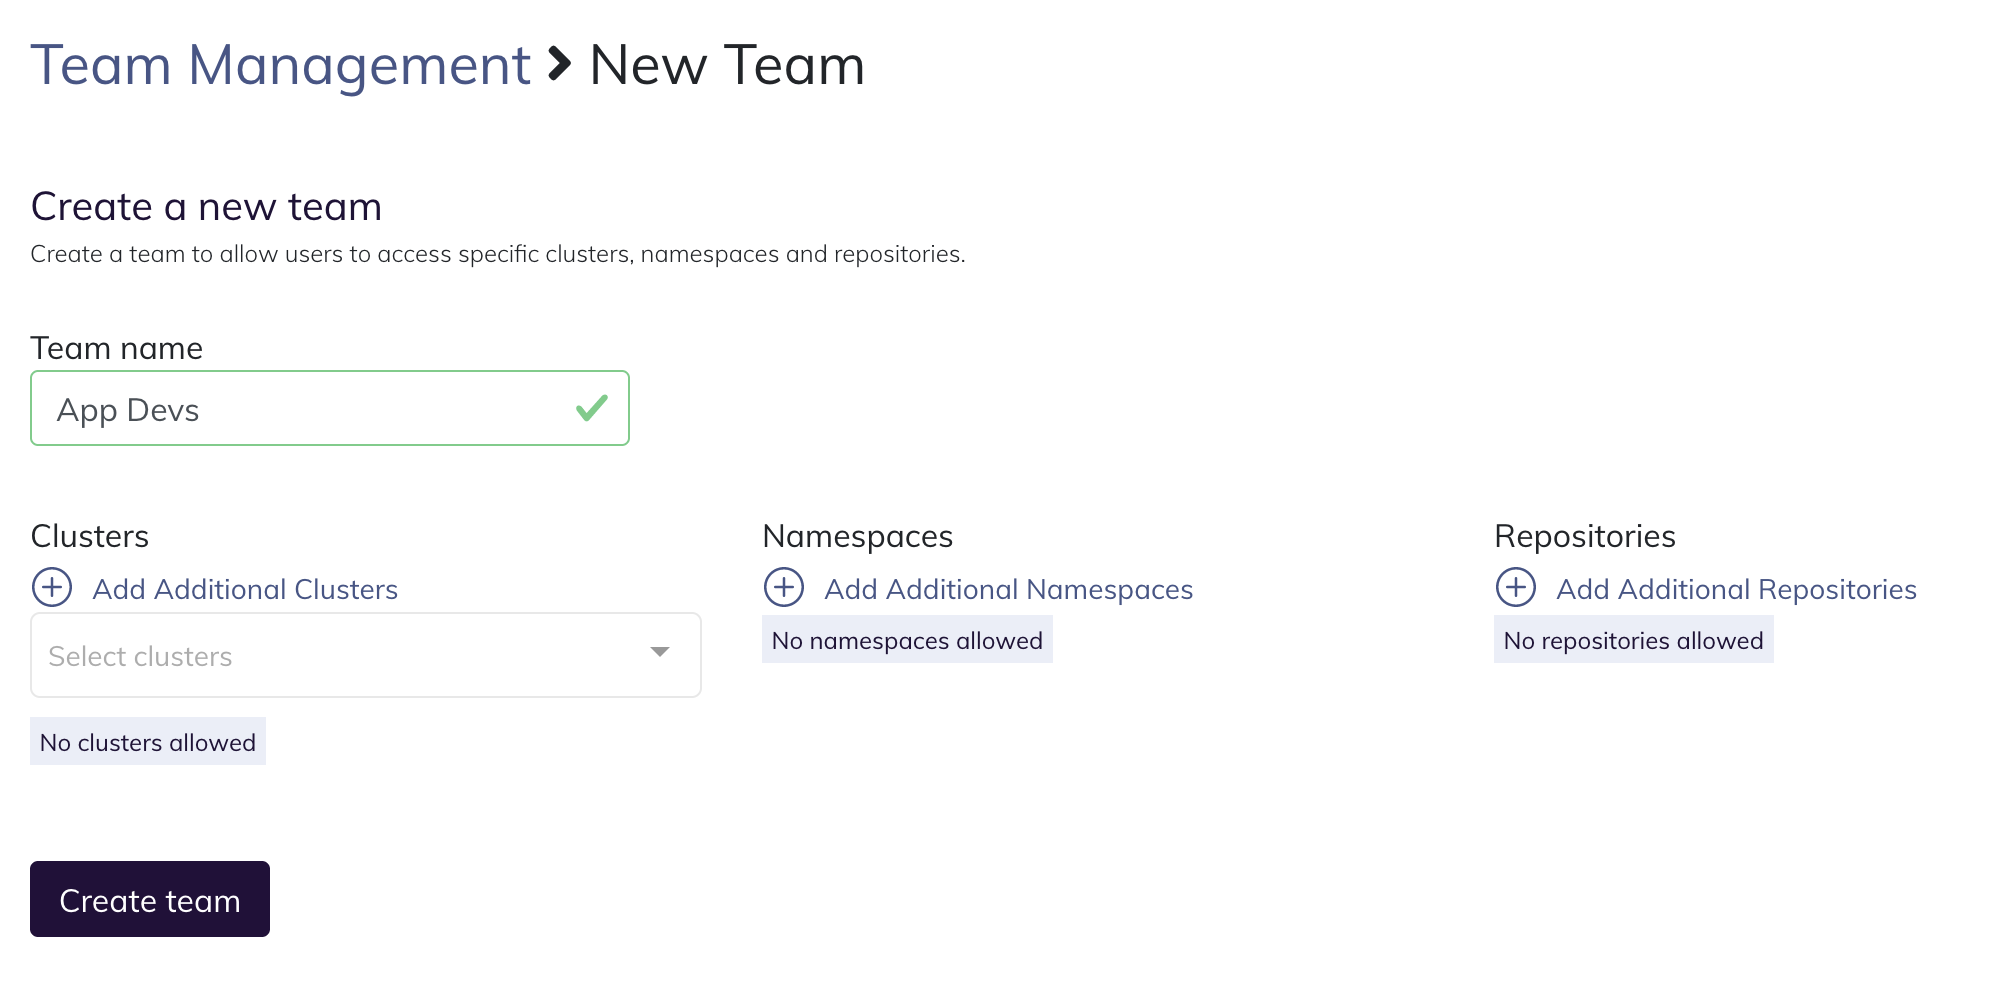 Team Management > New Team
Create a new team
Create a team to allow users to access specific clusters, namespaces and repositories.
Team name
App Devs
Clusters
Add Additional Clusters
Select clusters
No clusters allowed
Namespaces
Add Additional Namespaces
No namespaces allowed
Repositories
Add Additional Repositories
No repositories allowed
Create team